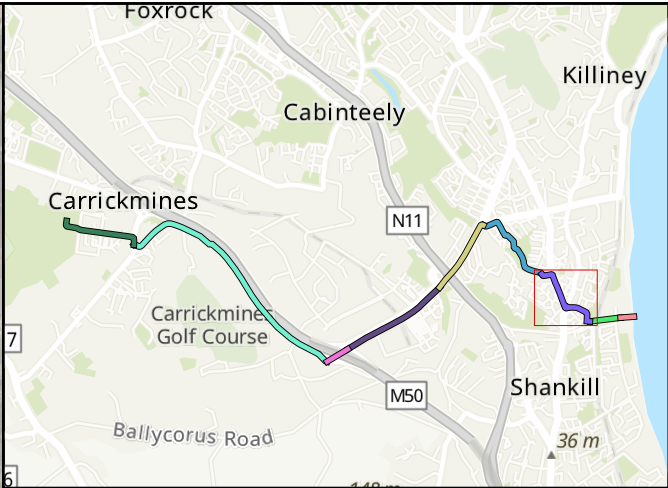 Foxrock
Killiney
Cabinteely
Carrickmines
N11
Carrickmines
Golf Course
7
M50
Shankill
Ballycorus Road
36 m
6